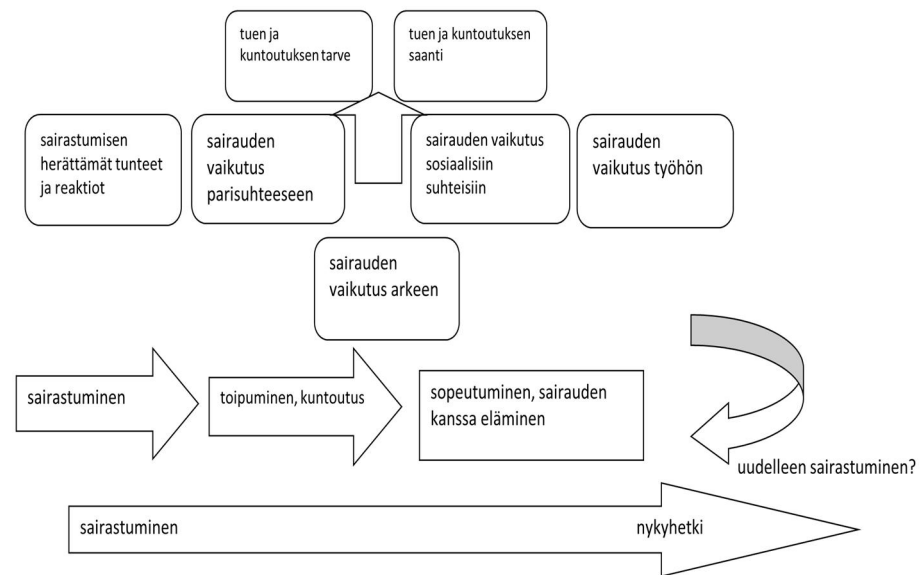 tuen ja
kuntoutuksen tarve
tuen ja kuntoutuksen
saanti
sairastumisen
herättämät tunteet
ja reaktiot
sairauden
vaikutus
parisuhteeseen
sairauden vaikutus
sosiaalisiin
suhteisiin
sairauden
vaikutus työhön
sairauden
vaikutus arkeen
sairastuminen
toipuminen, kuntoutus
sopeutuminen, sairauden
kanssa eläminen
uudelleen sairastuminen?
sairastuminen
nykyhetki